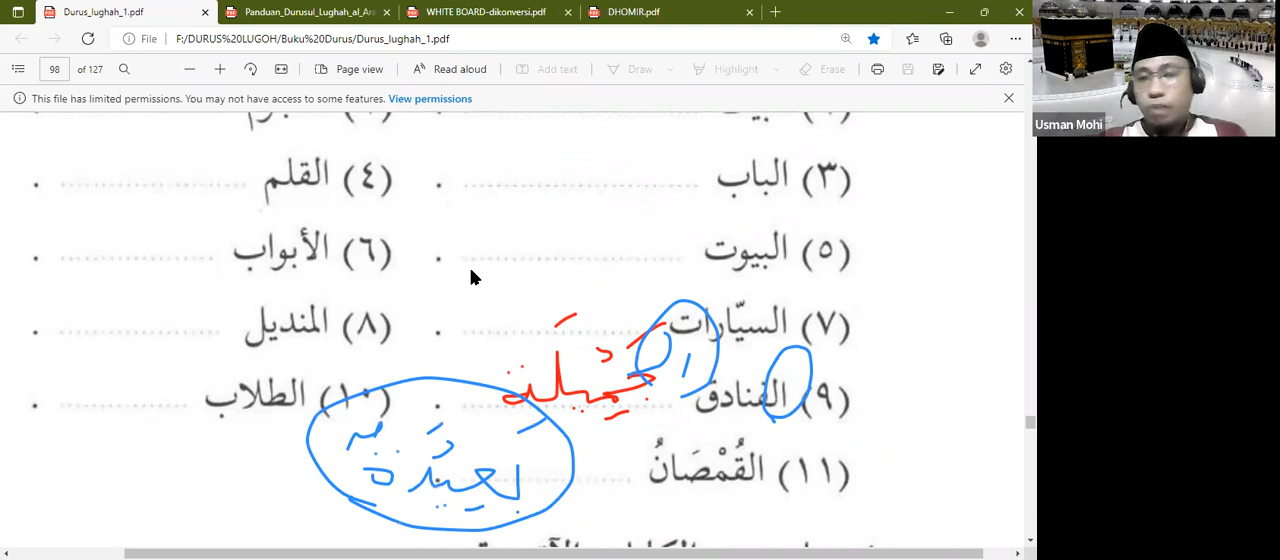 Durus_lughah_1.pdf
Panduan_Durusul_Lughah_al_Ara
WHITE BOARD-dikonversi.pdf
DHOMIR.pdf
File F:/DURUS%20LUGOH/Buku%20Durus/Durus_lughah_1.pdf
98 of 127 Page view Read aloud Add text Draw Highlight Erase
This file has limited permissions. You may not have access to some features. View permissions
Usman Mohi
(٣) الباب .
(٤) القلم .
(٥) البيوت .
(٦) الأبواب .
(٧) السيّارات .
(٨) المنديل .
جَمِيْلَة
(٩) الفنادق .
(١٠) الطلاب .
بَعِيْدَة
(١١) القُمْصَانُ .